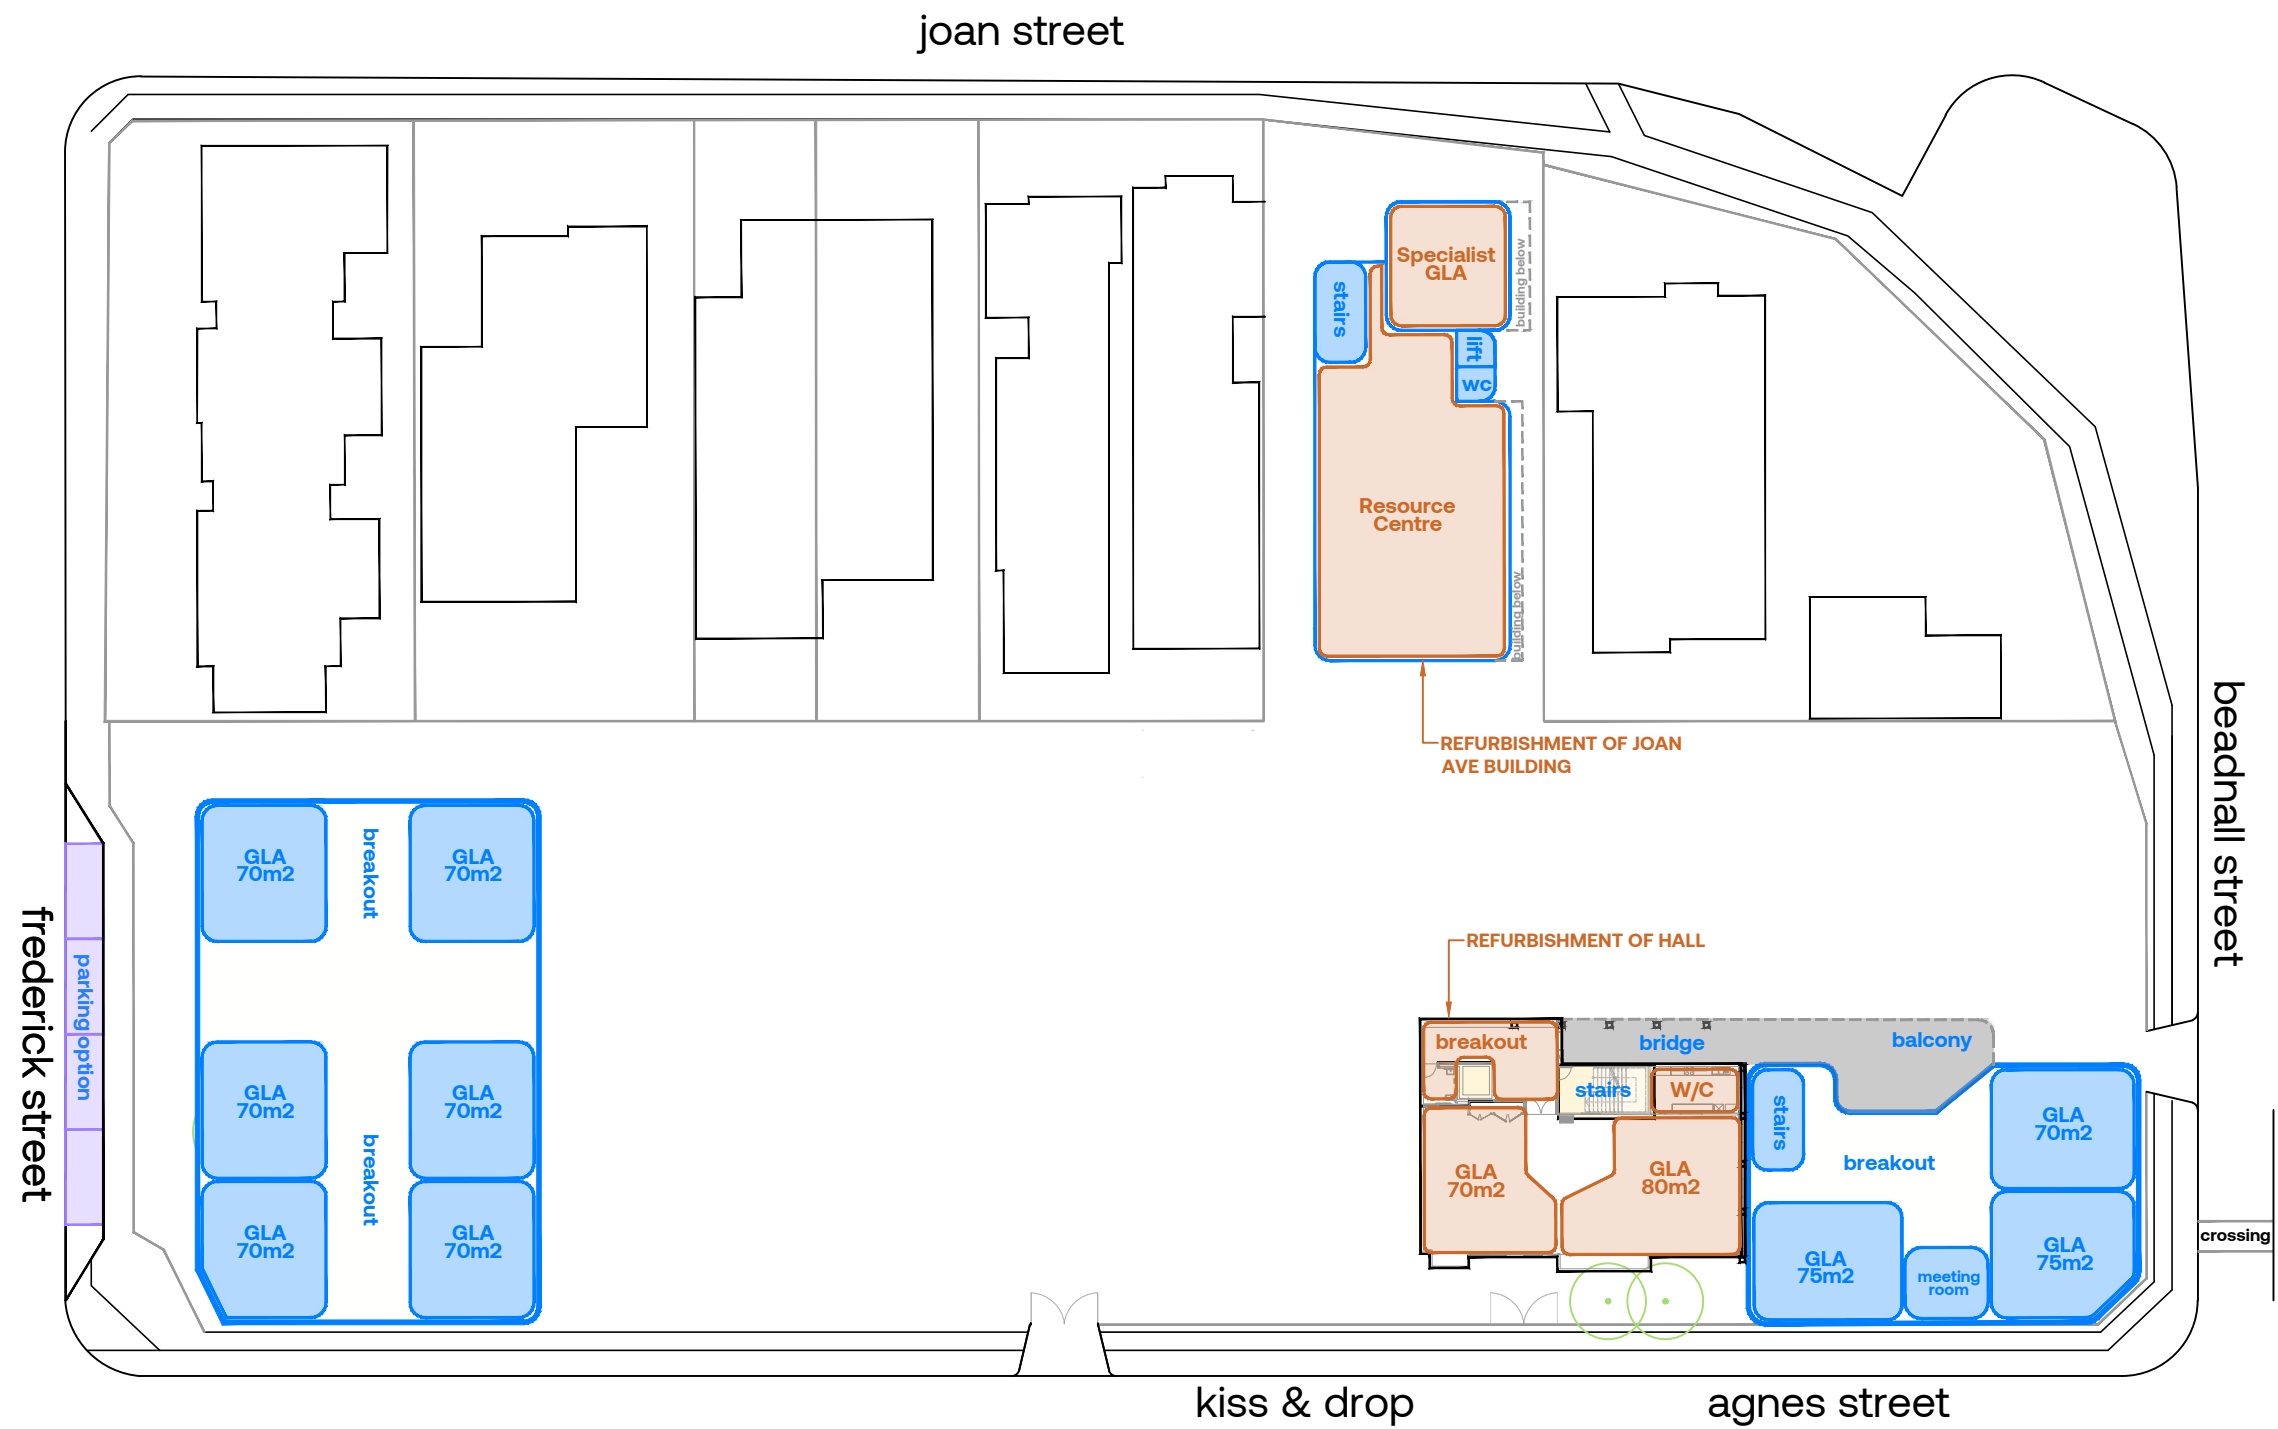 joan street
Specialist
GLA
building below
stairs
lift
wc
Resource
Centre
building below
REFURBISHMENT OF JOAN
AVE BUILDING
beadnall street
frederick street
parking option
GLA
70m2
breakout
GLA
70m2
GLA
70m2
GLA
70m2
breakout
GLA
70m2
GLA
70m2
REFURBISHMENT OF HALL
breakout
bridge
balcony
stairs
W/C
GLA
70m2
GLA
80m2
stairs
breakout
GLA
70m2
GLA
75m2
meeting
room
GLA
75m2
crossing
kiss & drop
agnes street